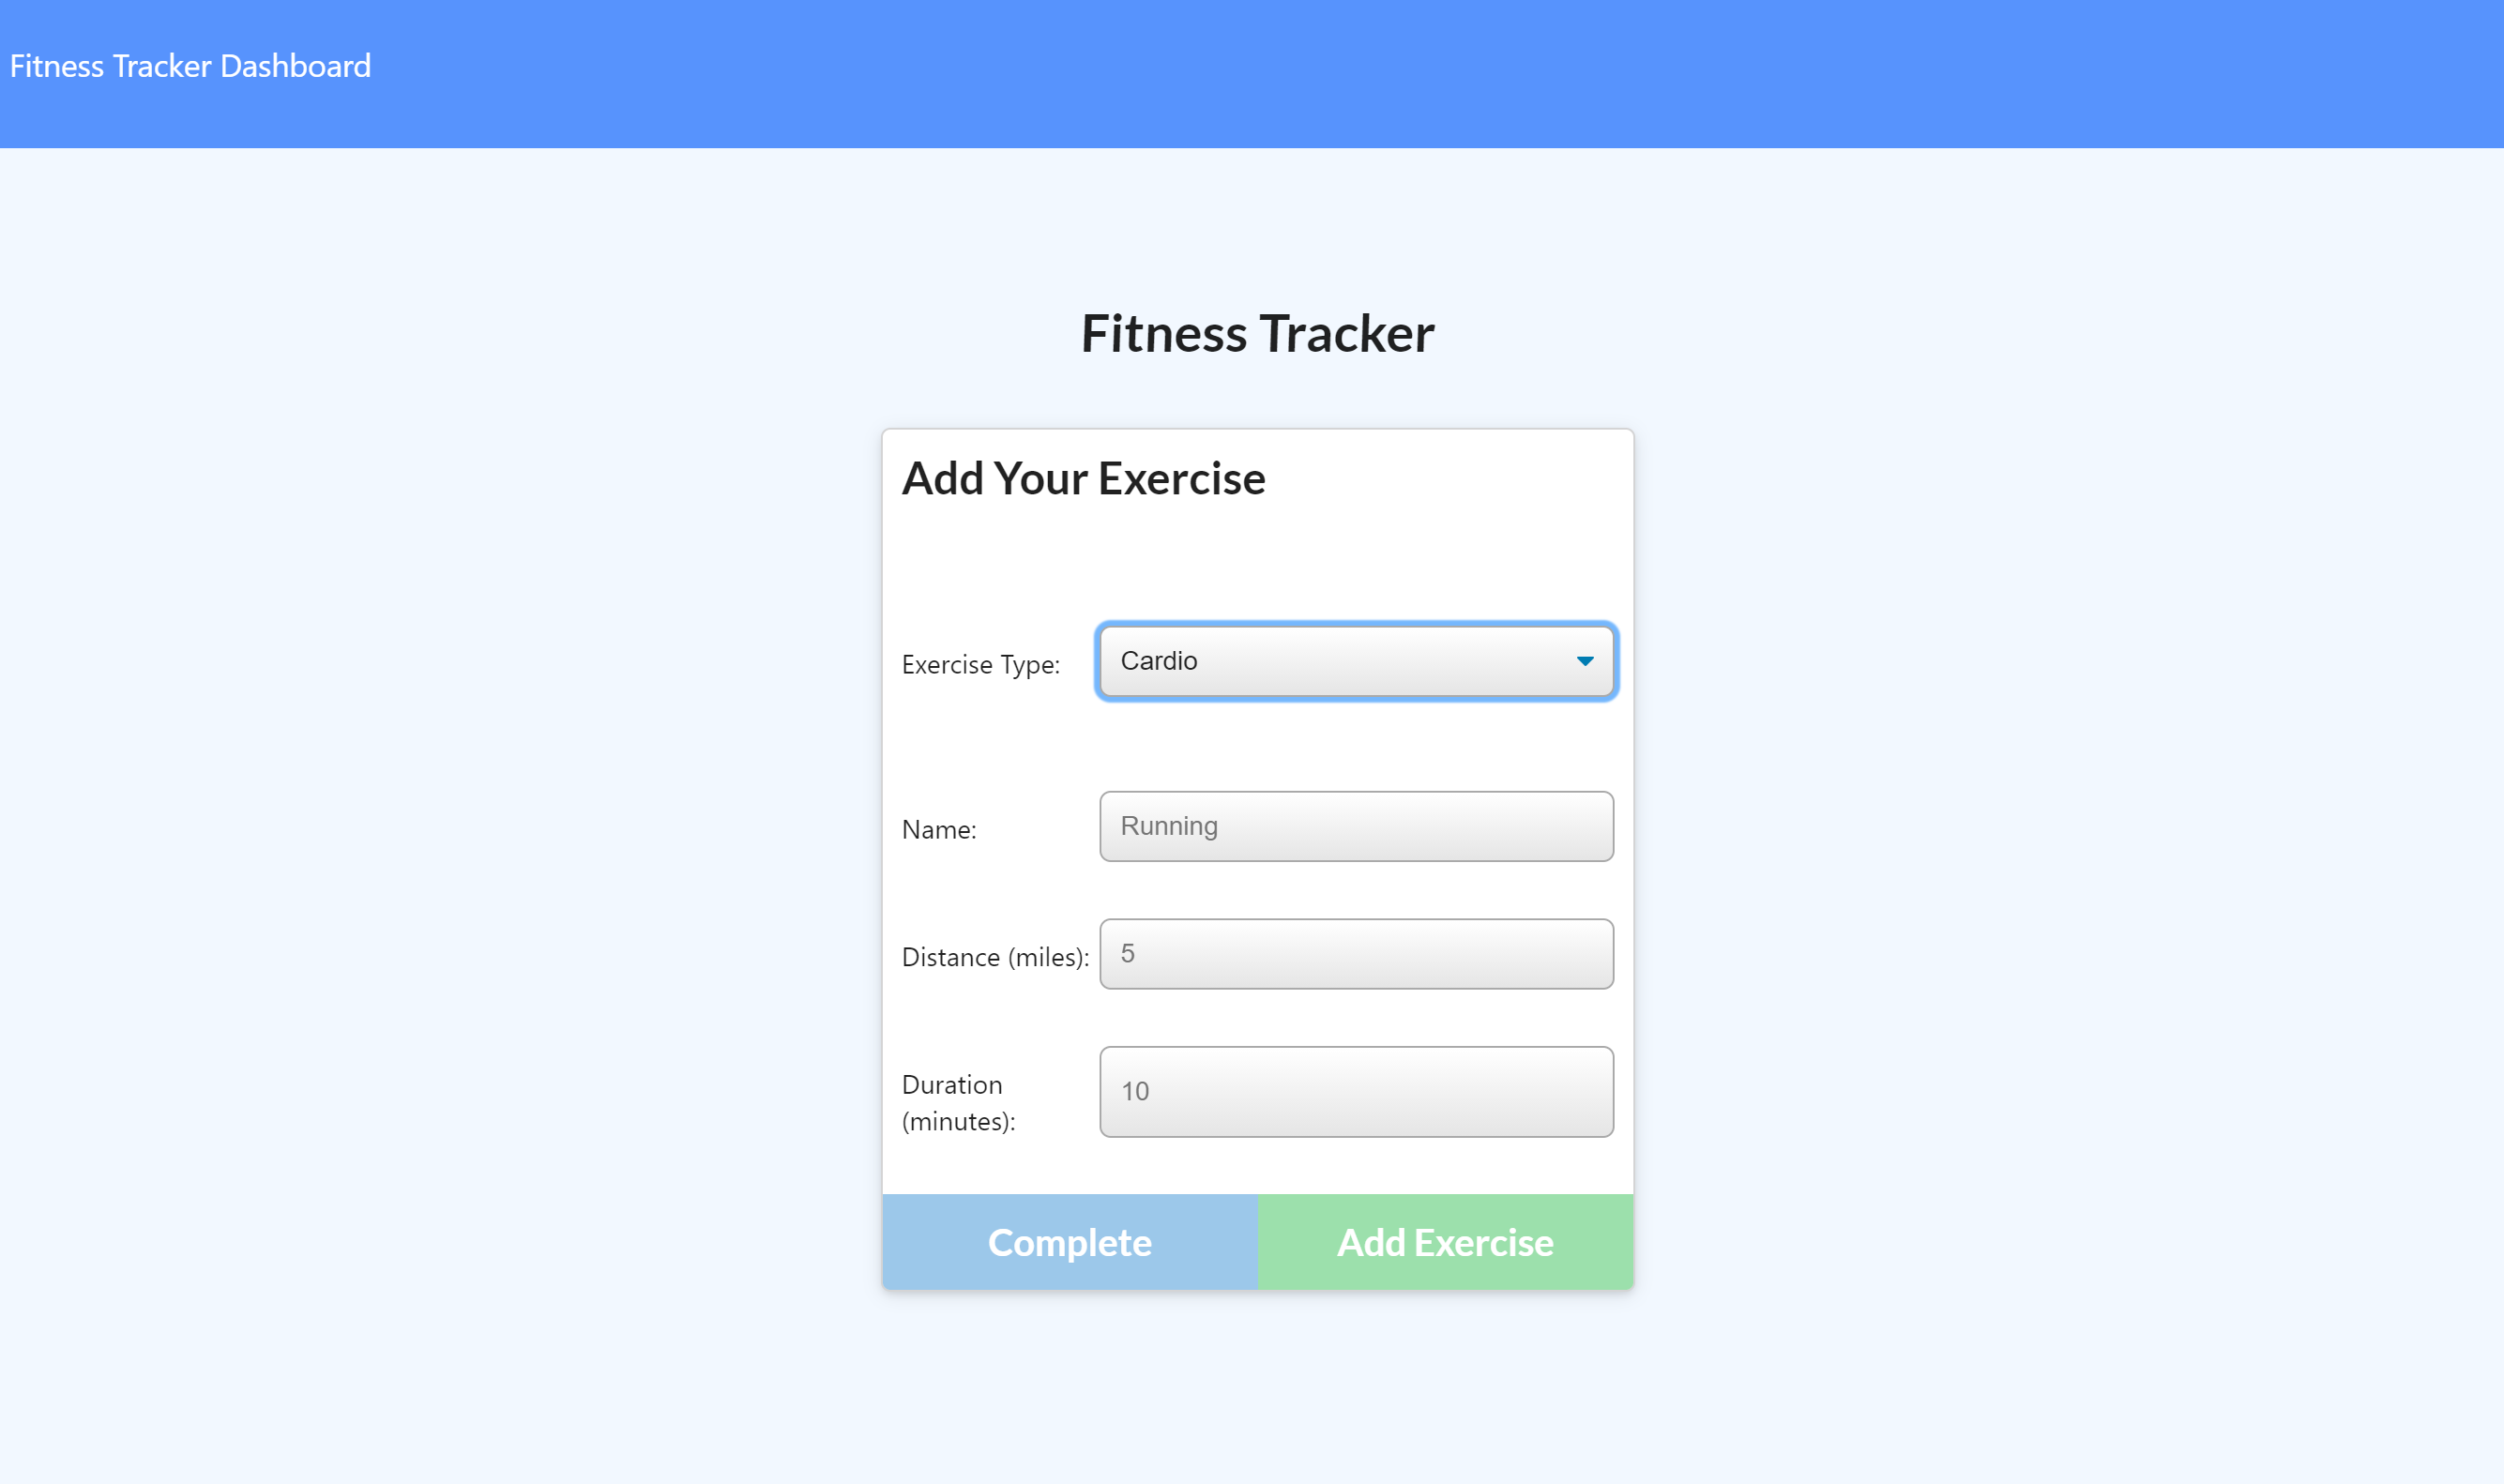 Fitness Tracker Dashboard
Fitness Tracker
Add Your Exercise
Exercise Type: Cardio
Name: Running
Distance (miles): 5
Duration
(minutes): 10
Complete Add Exercise